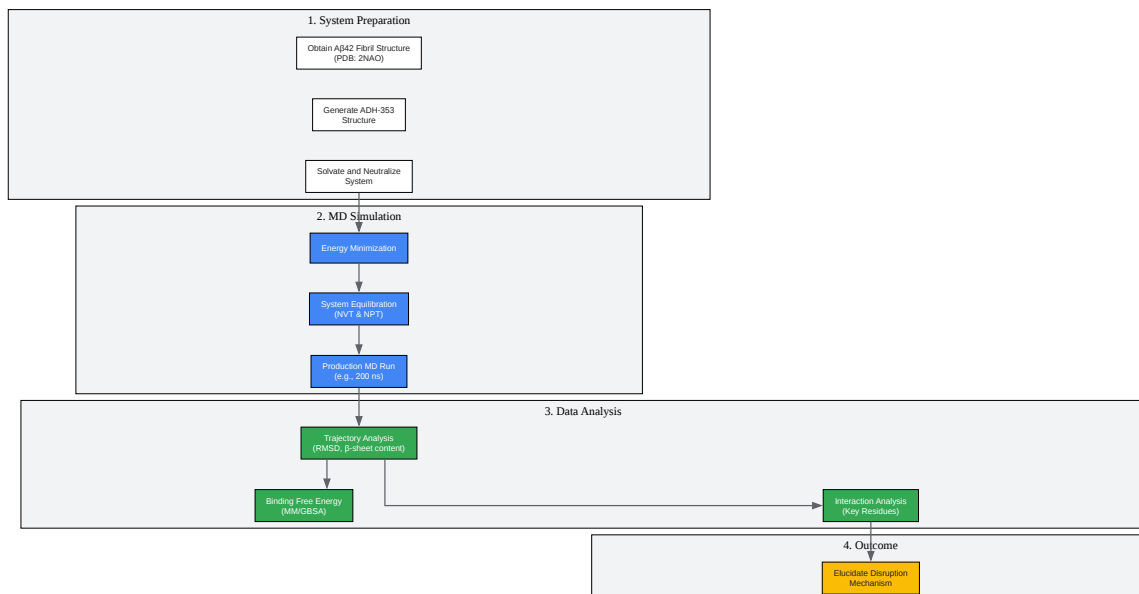 1. System Preparation
Obtain Aβ42 Fibril Structure
(PDB: 2NAO)
Generate ADH-353
Structure
Solvate and Neutralize
System
2. MD Simulation
Energy Minimization
System Equilibration
(NVT & NPT)
Production MD Run
(e.g., 200 ns)
3. Data Analysis
Trajectory Analysis
(RMSD, β-sheet content)
Binding Free Energy
(MM/GBSA)
Interaction Analysis
(Key Residues)
4. Outcome
Elucidate Disruption
Mechanism